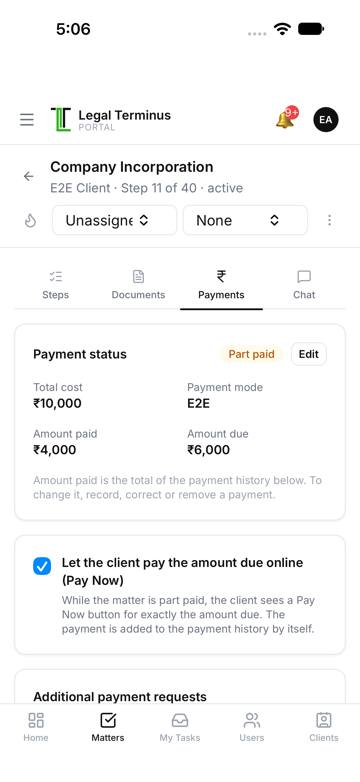 5:06
Legal Terminus
PORTAL
9+
EA
Company Incorporation
E2E Client · Step 11 of 40 · active
Unassigne
None
Steps
Documents
₹
Payments
Chat
Payment status
Part paid
Edit
Total cost
Payment mode
₹10,000
E2E
Amount paid
Amount due
₹4,000
₹6,000
Amount paid is the total of the payment history below. To
change it, record, correct or remove a payment.
Let the client pay the amount due online
(Pay Now)
While the matter is part paid, the client sees a Pay
Now button for exactly the amount due. The
payment is added to the payment history by itself.
Additional payment requests
Home
Matters
My Tasks
Users
Clients